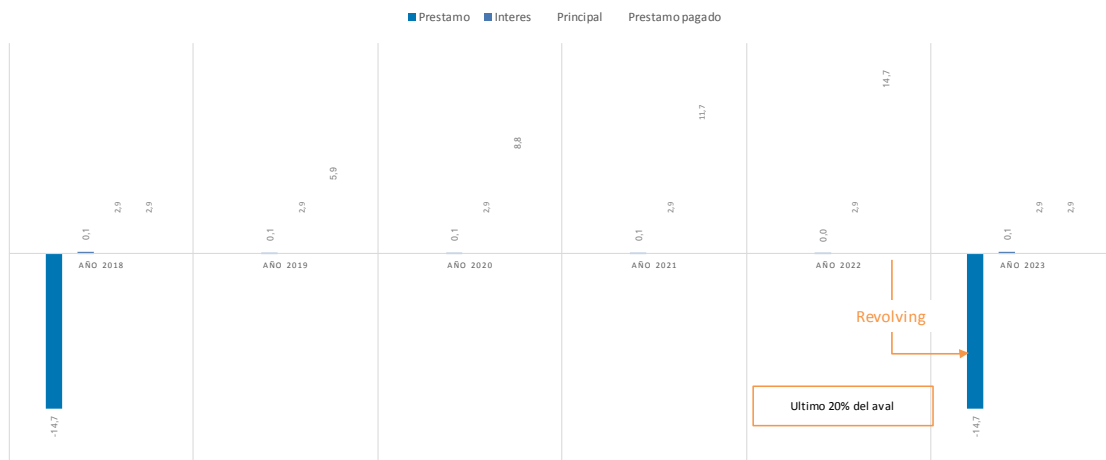 Prestamo Interes Principal Prestamo pagado
14,7
11,7
8,8
5,9
2,9 2,9 2,9 2,9 2,9 2,9 2,9 2,9
0,1 0,1 0,1 0,1 0,0 0,1
AÑO 2018 AÑO 2019 AÑO 2020 AÑO 2021 AÑO 2022 AÑO 2023
Revolving
Ultimo 20% del aval
-14,7 -14,7